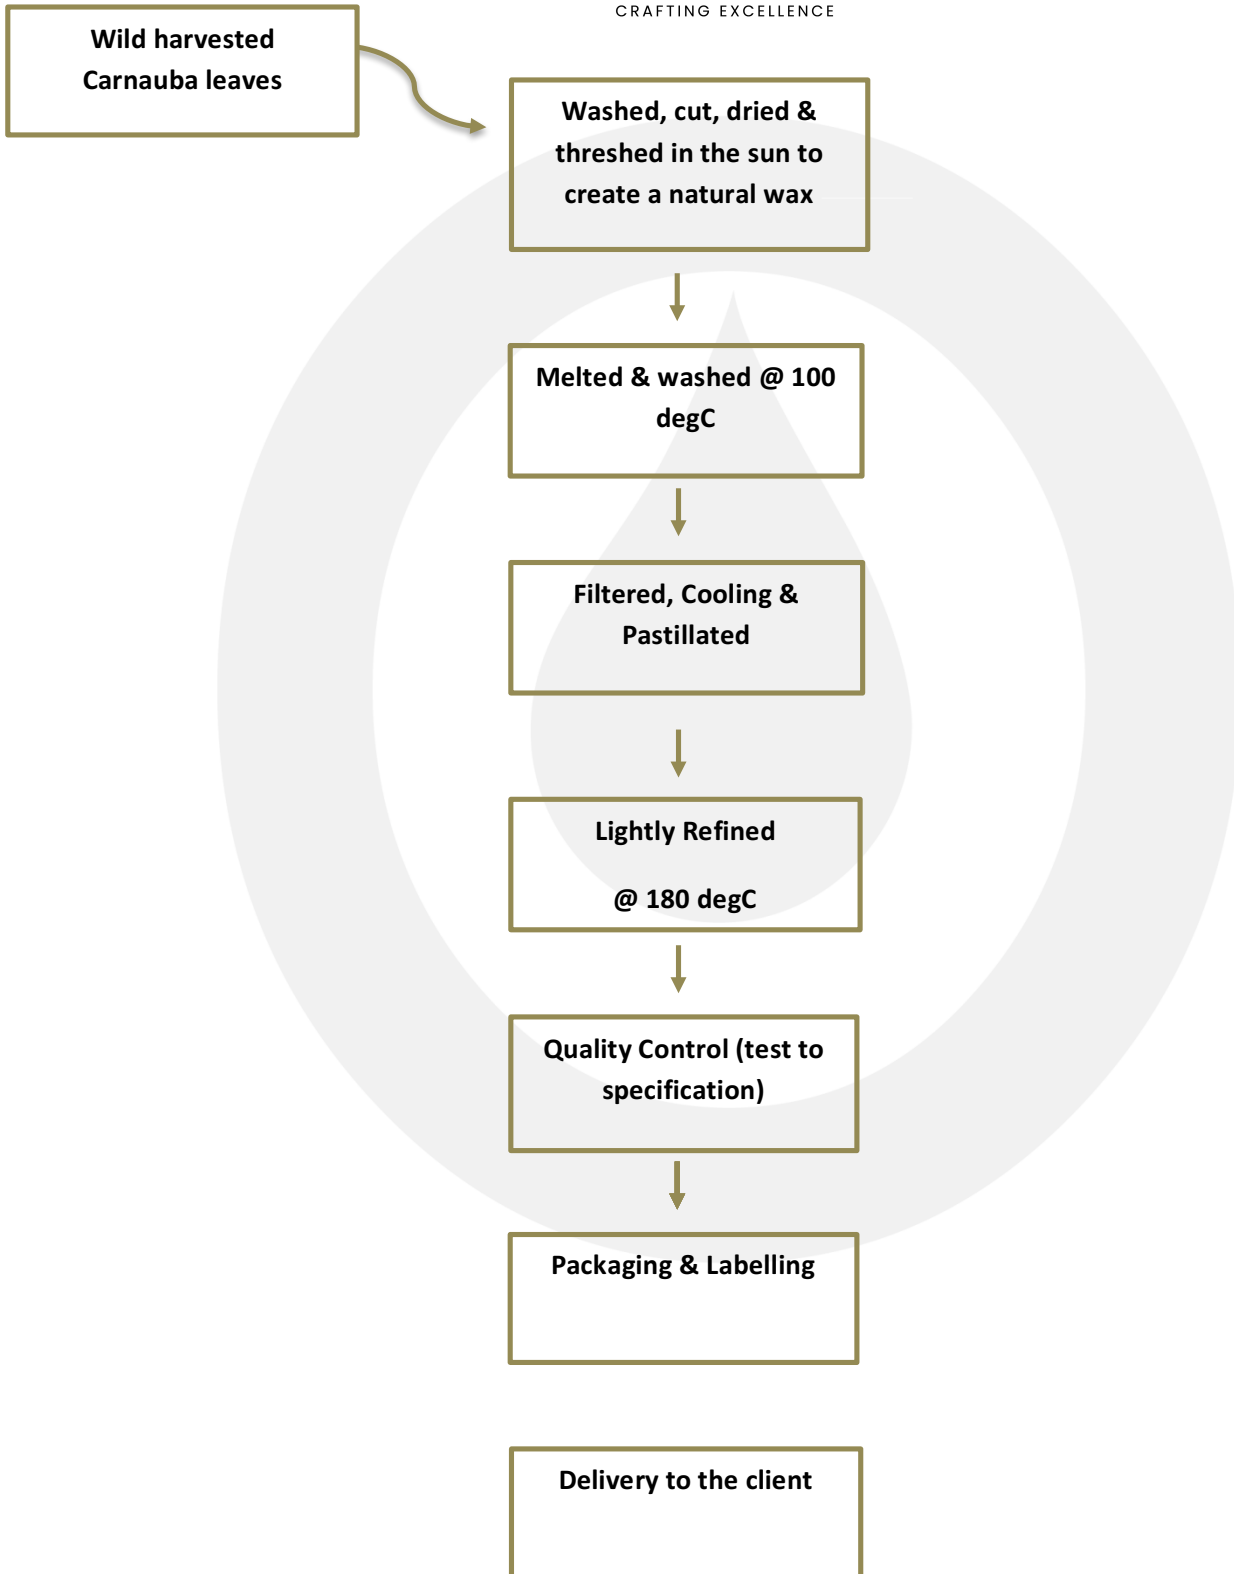 CRAFTING EXCELLENCE
Wild harvested
Carnauba leaves
Washed, cut, dried &
threshed in the sun to
create a natural wax
Melted & washed @ 100
degC
Filtered, Cooling &
Pastillated
Lightly Refined
@ 180 degC
Quality Control (test to
specification)
Packaging & Labelling
Delivery to the client